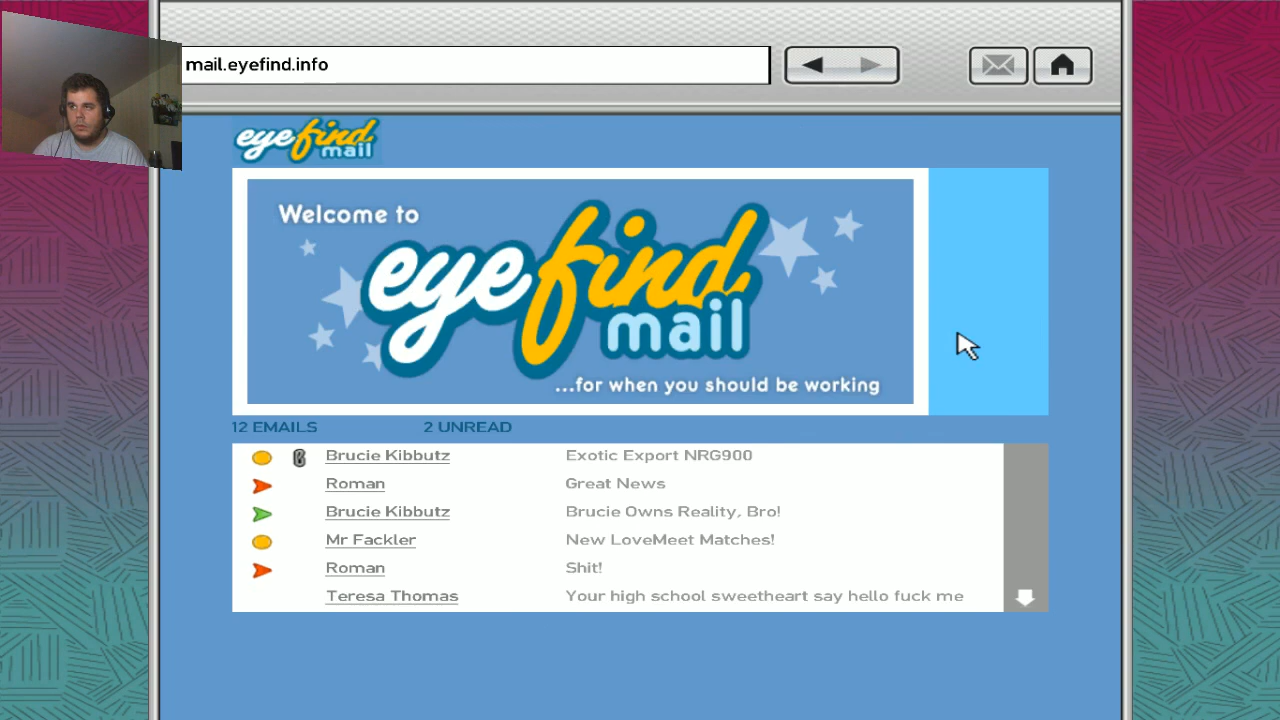 mail.eyefind.info
eyefind
mail
Welcome to
eyefind
mail
...for when you should be working
12 EMAILS 2 UNREAD
Brucie Kibbutz Exotic Export NRG900
Roman Great News
Brucie Kibbutz Brucie Owns Reality, Bro!
Mr Fackler New LoveMeet Matches!
Roman Shit!
Teresa Thomas Your high school sweetheart say hello fuck me